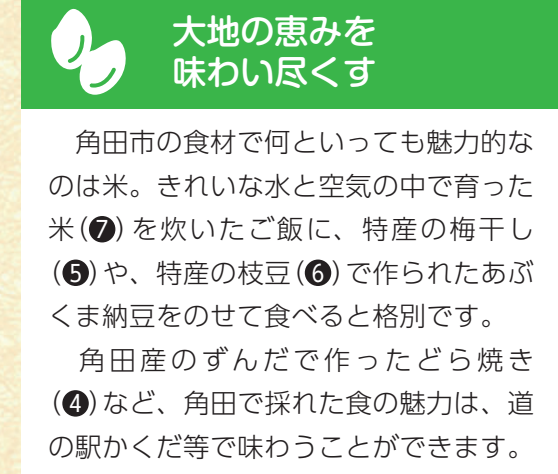 大地の恵みを
味わい尽くす
　角田市の食材で何といっても魅力的な
のは米。きれいな水と空気の中で育った
米(❼)を炊いたご飯に、特産の梅干し
(❺)や、特産の枝豆(❻)で作られたあぶ
くま納豆をのせて食べると格別です。
　角田産のずんだで作ったどら焼き
(❹)など、角田で採れた食の魅力は、道
の駅かくだ等で味わうことができます。